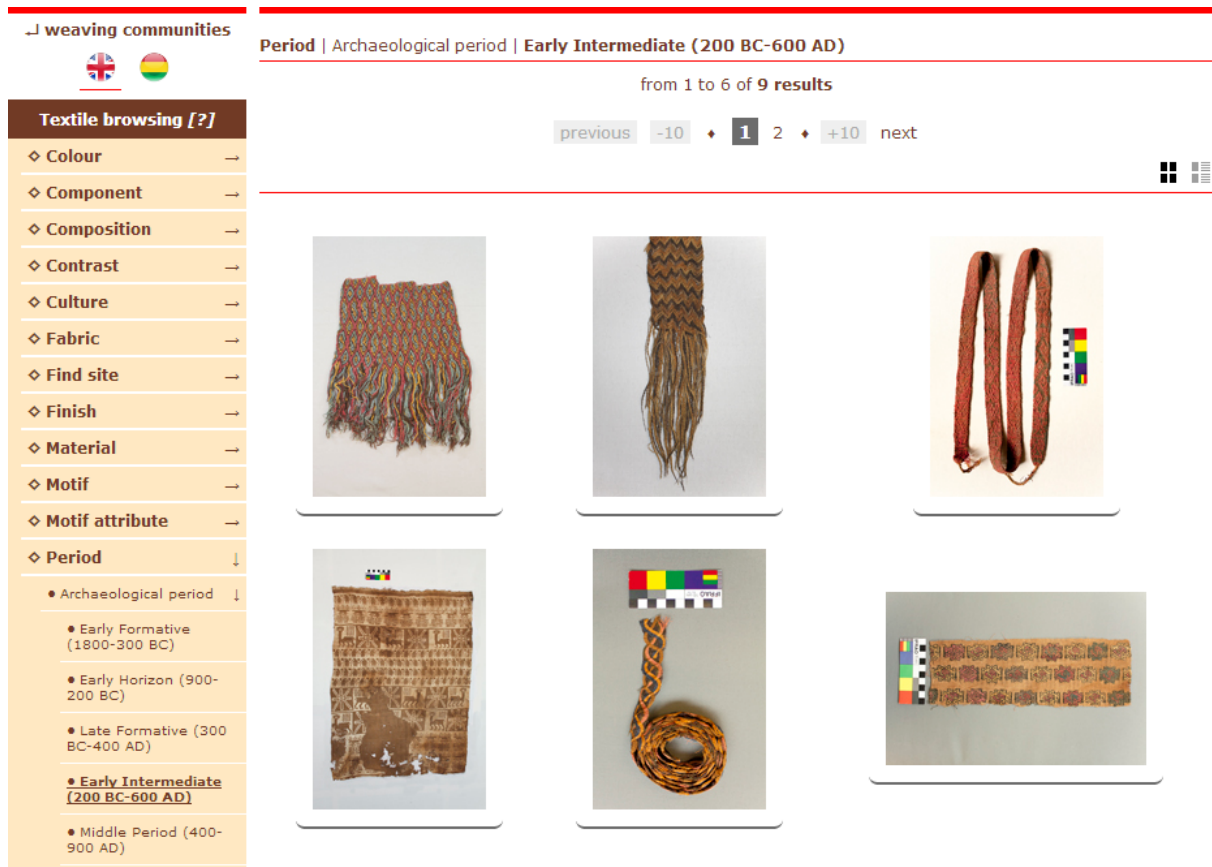 ↲ weaving communities
Textile browsing [?]
◇ Colour →
◇ Component →
◇ Composition →
◇ Contrast →
◇ Culture →
◇ Fabric →
◇ Find site →
◇ Finish →
◇ Material →
◇ Motif →
◇ Motif attribute →
◇ Period ↓
● Archaeological period ↓
● Early Formative
(1800-300 BC)
● Early Horizon (900-
200 BC)
● Late Formative (300
BC-400 AD)
● Early Intermediate
(200 BC-600 AD)
● Middle Period (400-
900 AD)
Period | Archaeological period | Early Intermediate (200 BC-600 AD)
from 1 to 6 of 9 results
previous -10 ♦ 1 2 ♦ +10 next